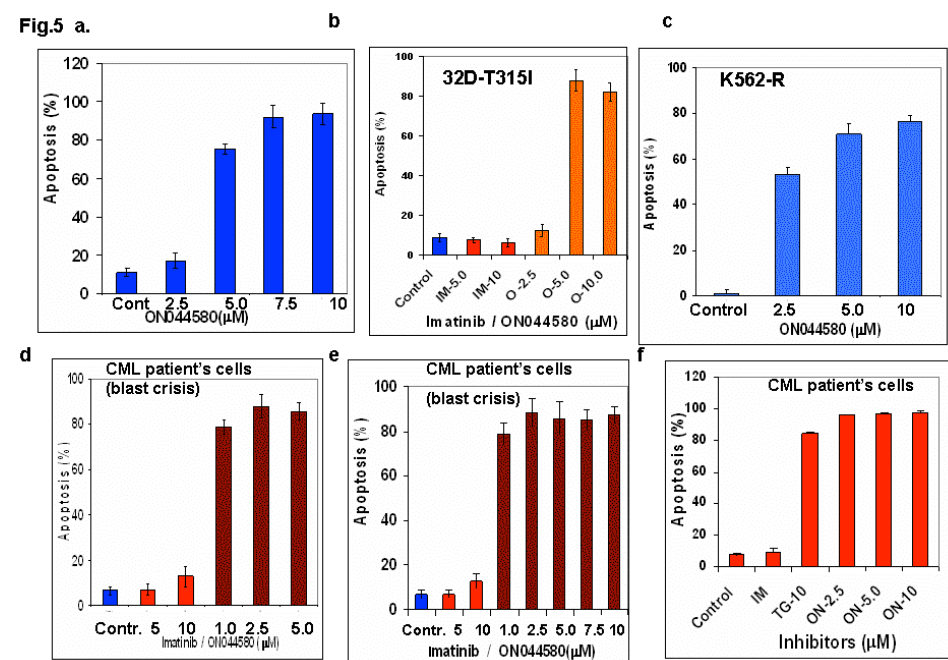 Fig.5 a.
120
100
80
60
40
20
0
Apoptosis (%)
Cont 2.5 5.0 7.5 10
ON044580(µM)
b
32D-T315I
100
80
60
40
20
0
Apoptosis (%)
Control IM-5.0 IM-10 O-2.5 O-5.0 O-10.0
Imatinib / ON044580 (µM)
c
K562-R
100
80
60
40
20
0
Apoptosis (%)
Control 2.5 5.0 10
ON044580 (µM)
d
CML patient's cells
(blast crisis)
100
80
60
40
20
0
Apoptosis (%)
Contr. 5 10 1.0 2.5 5.0
Imatinib / ON044580 (µM)
e
CML patient's cells
(blast crisis)
100
80
60
40
20
0
Apoptosis (%)
Contr. 5 10 1.0 2.5 5.0 7.5 10
Imatinib / ON044580 (µM)
f
CML patient's cells
120
100
80
60
40
20
0
Apoptosis (%)
Control IM TG-10 ON-2.5 ON-5.0 ON-10
Inhibitors (µM)